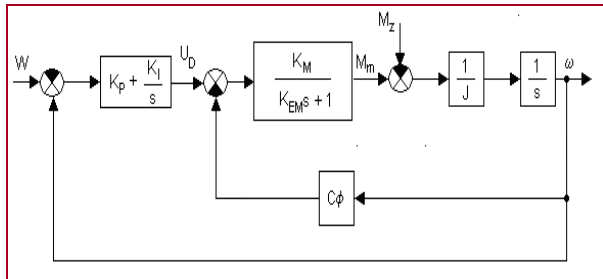 M_z
W
K_P + K_I / s
U_D
K_M / K_EM s + 1
M_m
1 / J
1 / s
ω
Cϕ